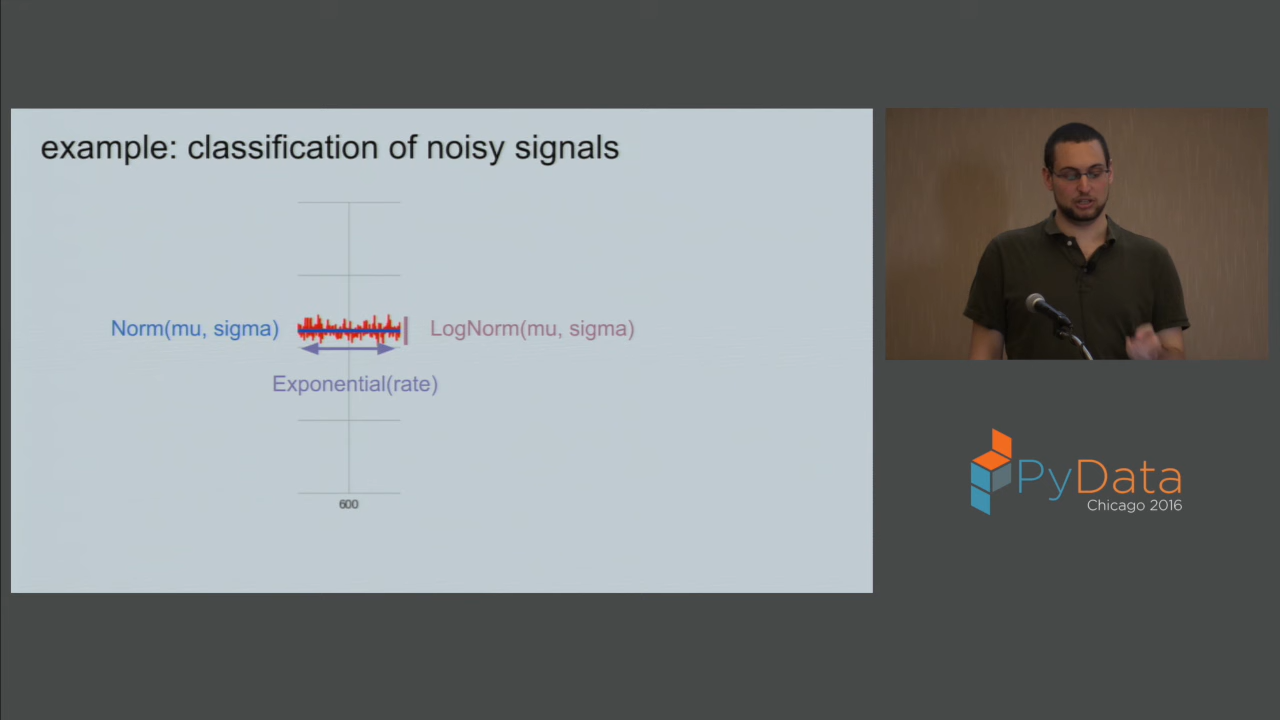 example: classification of noisy signals
Norm(mu, sigma)
LogNorm(mu, sigma)
Exponential(rate)
600
PyData
Chicago 2016